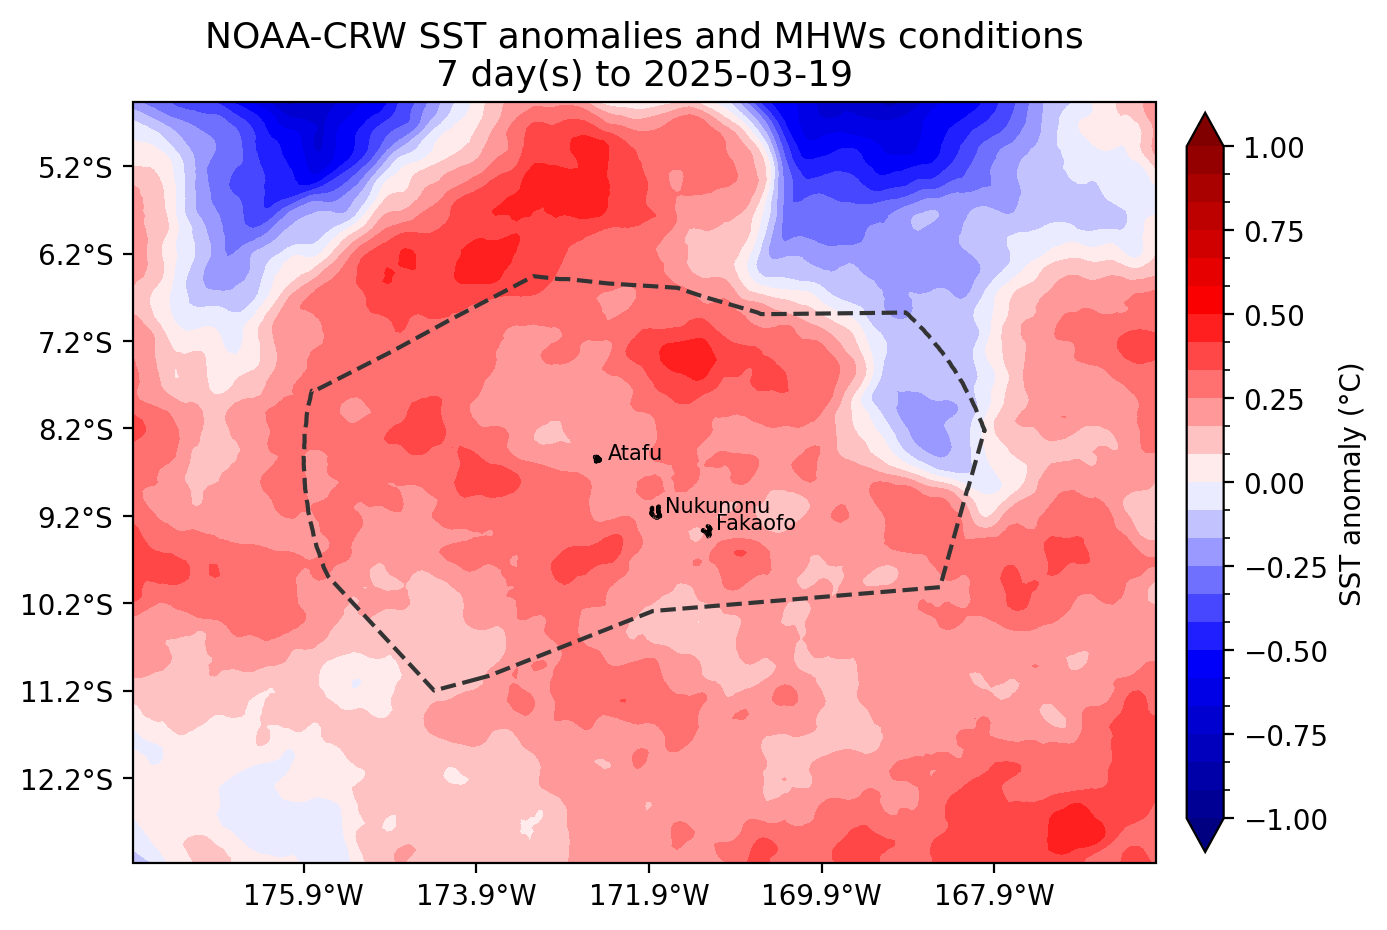 NOAA-CRW SST anomalies and MHWs conditions
7 day(s) to 2025-03-19
5.2°S
6.2°S
7.2°S
8.2°S
9.2°S
10.2°S
11.2°S
12.2°S
Atafu
Nukunonu
Fakaofo
175.9°W
173.9°W
171.9°W
169.9°W
167.9°W
1.00
0.75
0.50
0.25
0.00
−0.25
−0.50
−0.75
−1.00
SST anomaly (°C)